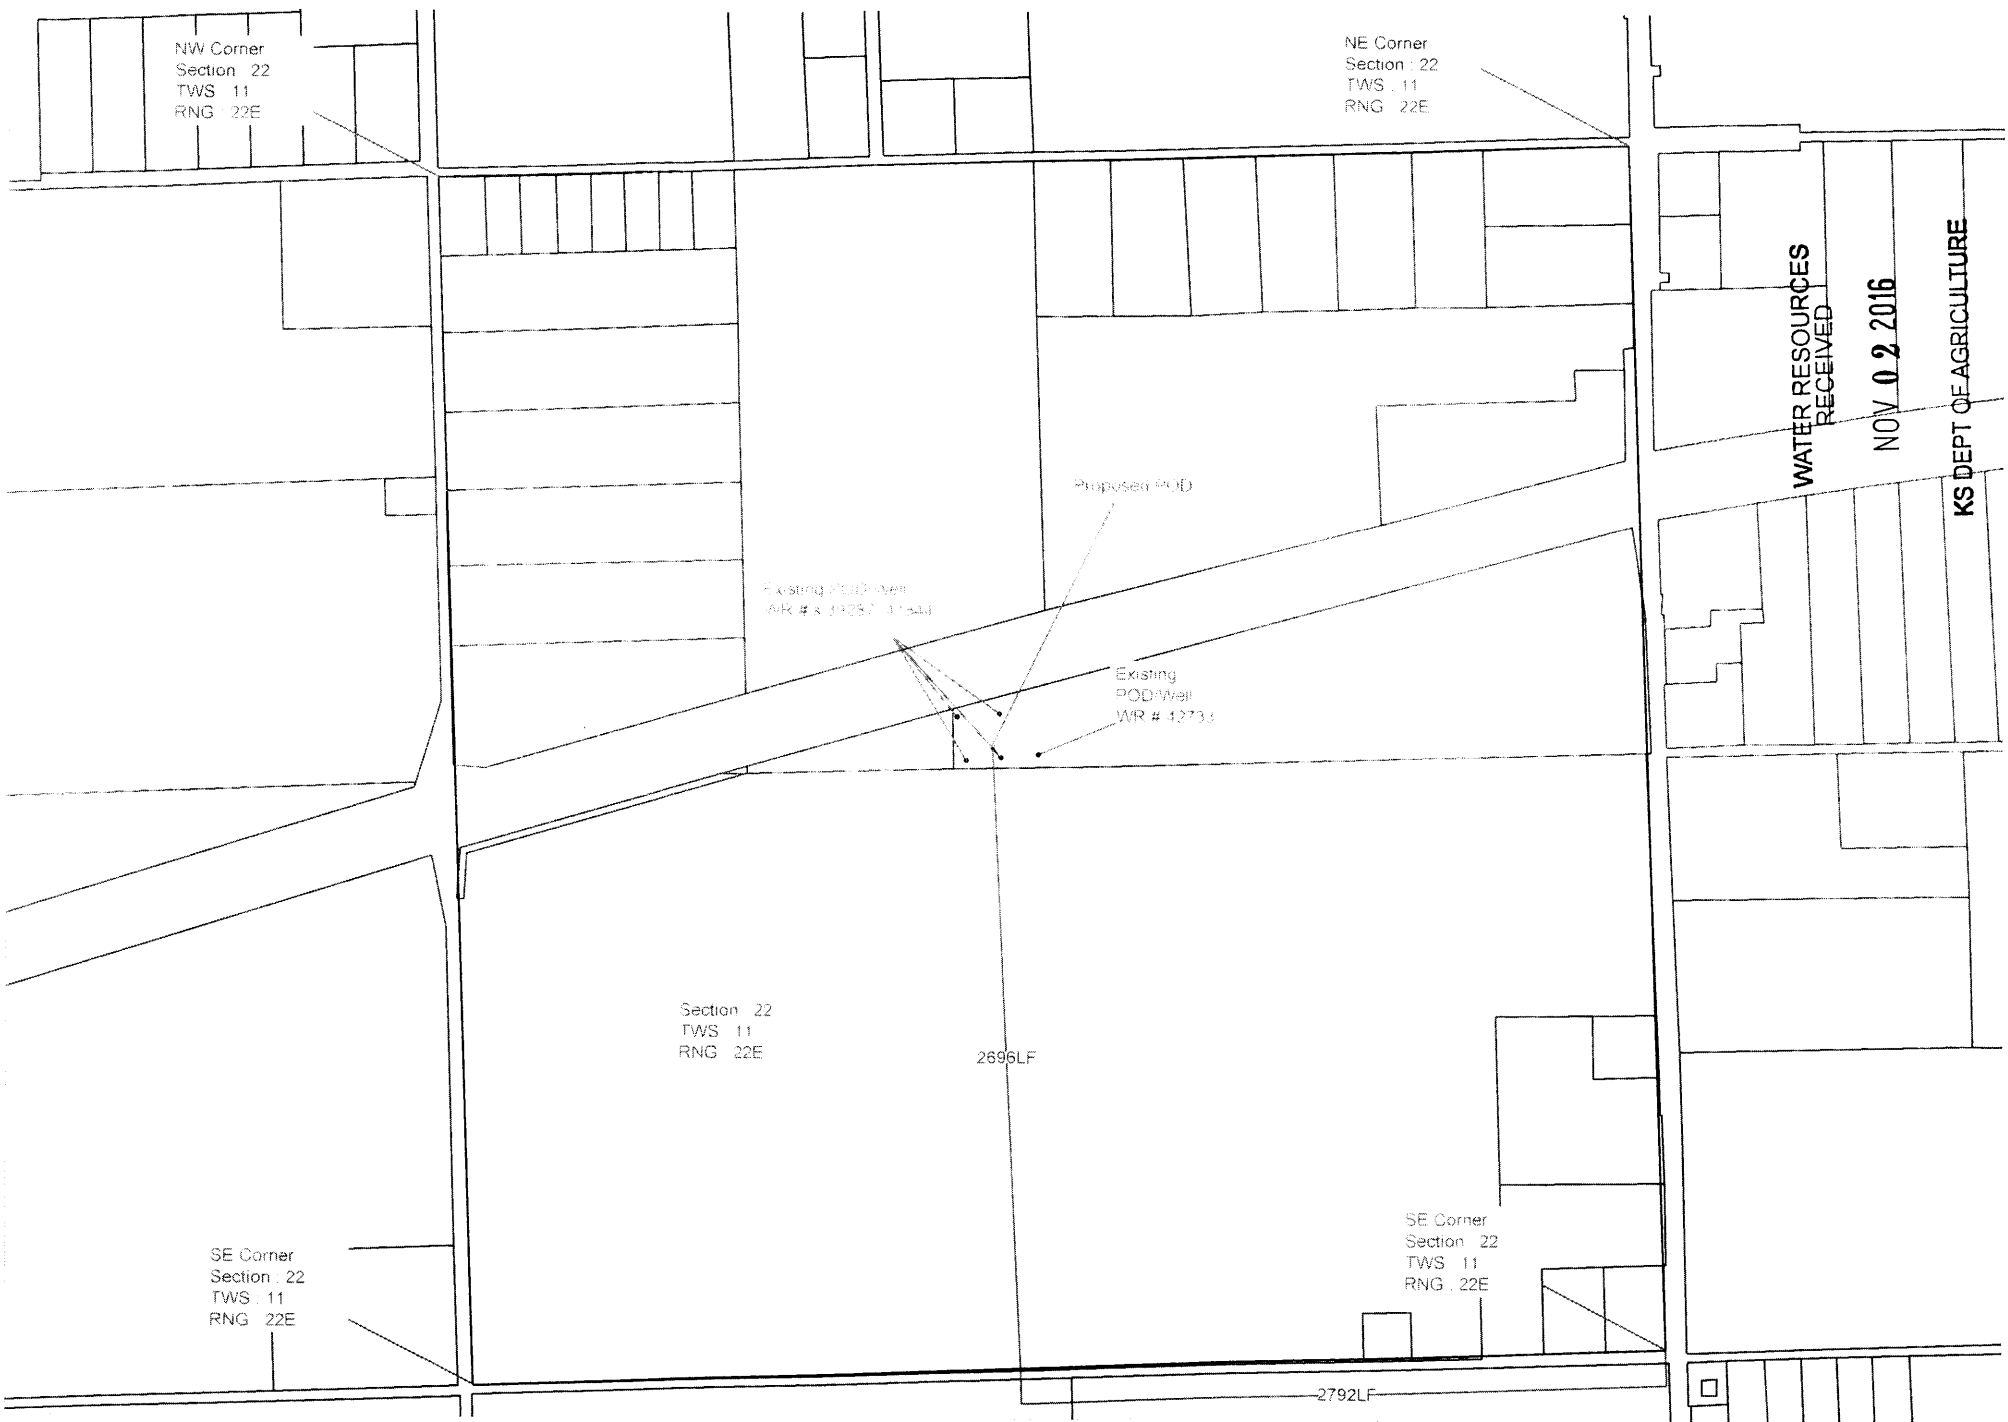 NW Corner
Section 22
TWS 11
RNG 22E
NE Corner
Section : 22
TWS : 11
RNG 22E
WATER RESOURCES
RECEIVED
NOV 02 2016
KS DEPT OF AGRICULTURE
Proposed POD
Existing POD/Well
WR #
Existing
POD/Well
WR # 42733
Section 22
TWS 11
RNG 22E
2696LF
SE Corner
Section : 22
TWS : 11
RNG 22E
SE Corner
Section 22
TWS 11
RNG : 22E
2792LF